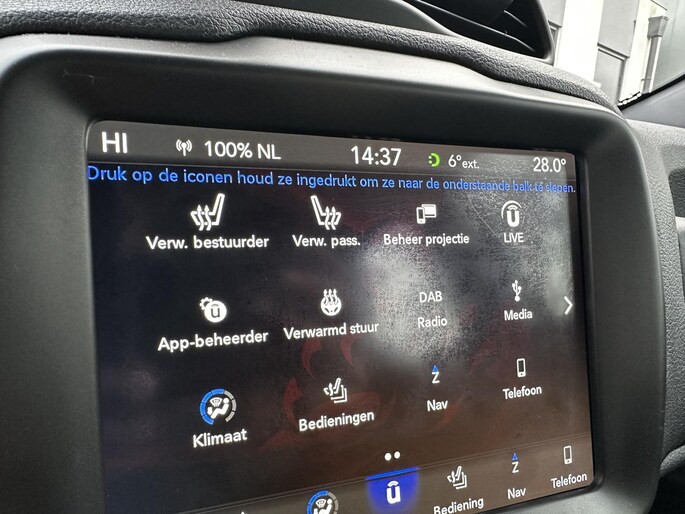 HI 100% NL 14:37 6°ext. 28.0°
Druk op de iconen houd ze ingedrukt om ze naar de onderstaande balk te slepen.
Verw. bestuurder Verw. pass. Beheer projectie LIVE
App-beheerder Verwarmd stuur DAB Radio Media
Klimaat Bedieningen Nav Telefoon
Bediening Nav Telefoon